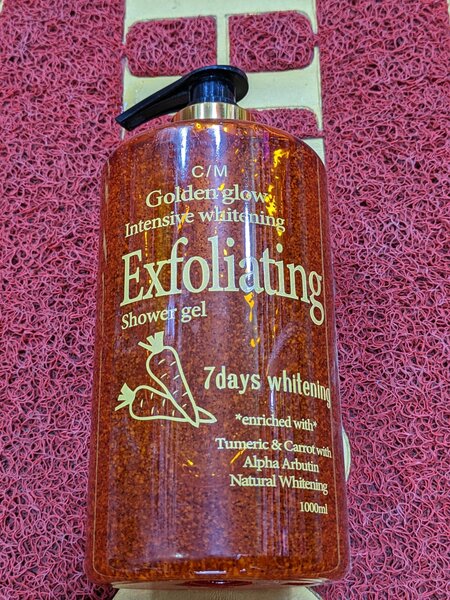 C/M
Golden glow
Intensive whitening
Exfoliating
Shower gel
7days whitening
*enriched with*
Tumeric & Carrot with
Alpha Arbutin
Natural Whitening
1000ml